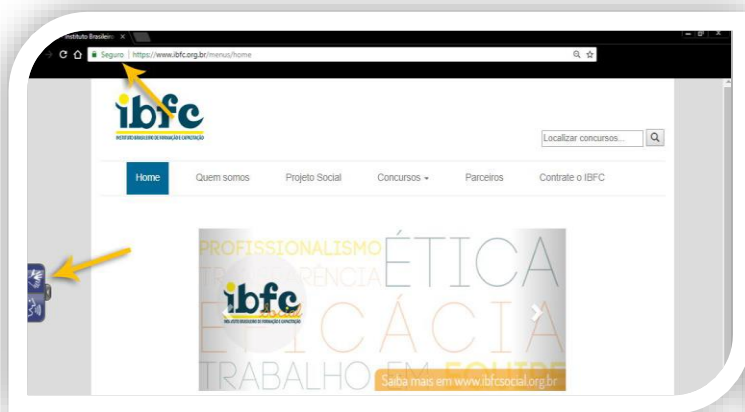 Instituto Brasileiro
Seguro | https://www.ibfc.org.br/menus/home
ibfc
INSTITUTO BRASILEIRO DE FORMAÇÃO E CAPACITAÇÃO
Localizar concursos...
Home Quem somos Projeto Social Concursos Parceiros Contrate o IBFC
PROFISSIONALISMO ÉTICA
TRANSPARÊNCIA
ibfc
Social
EFICÁCIA
TRABALHO EM EQUIPE
Saiba mais em www.ibfcsocial.org.br